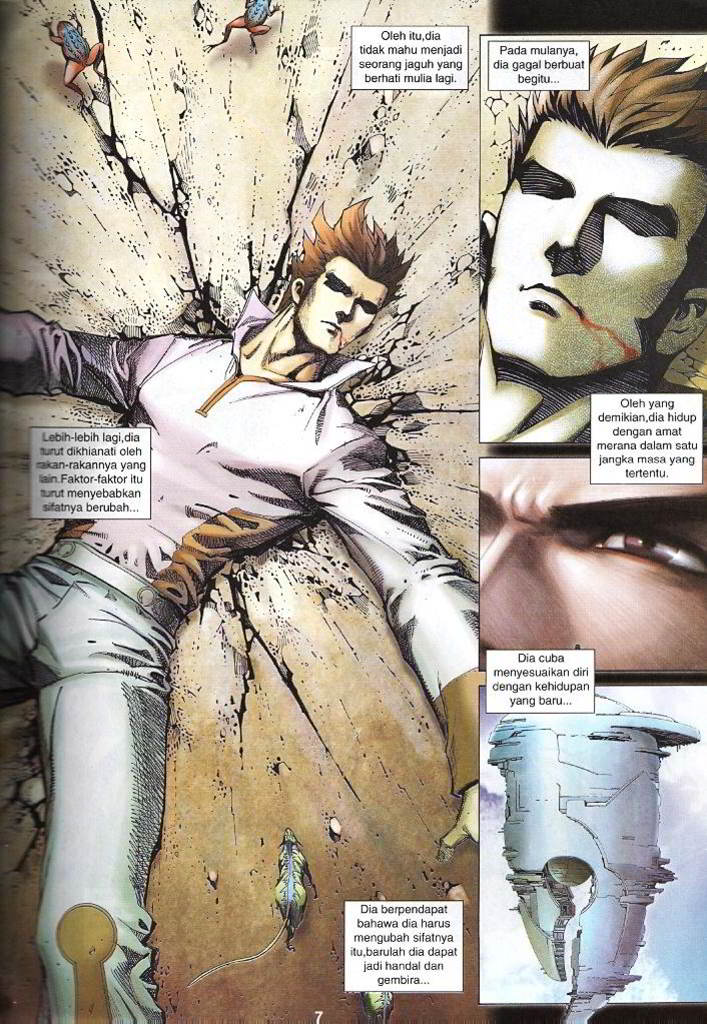 Oleh itu,dia
tidak mahu menjadi
seorang jaguh yang
berhati mulia lagi.
Lebih-lebih lagi,dia
turut dikhianati oleh
rakan-rakannya yang
lain.Faktor-faktor itu
turut menyebabkan
sifatnya berubah...
Dia berpendapat
bahawa dia harus
mengubah sifatnya
itu,barulah dia dapat
jadi handal dan
gembira...
Pada mulanya,
dia gagal berbuat
begitu...
Oleh yang
demikian,dia hidup
dengan amat
merana dalam satu
jangka masa yang
tertentu.
Dia cuba
menyesuaikan diri
dengan kehidupan
yang baru...
7